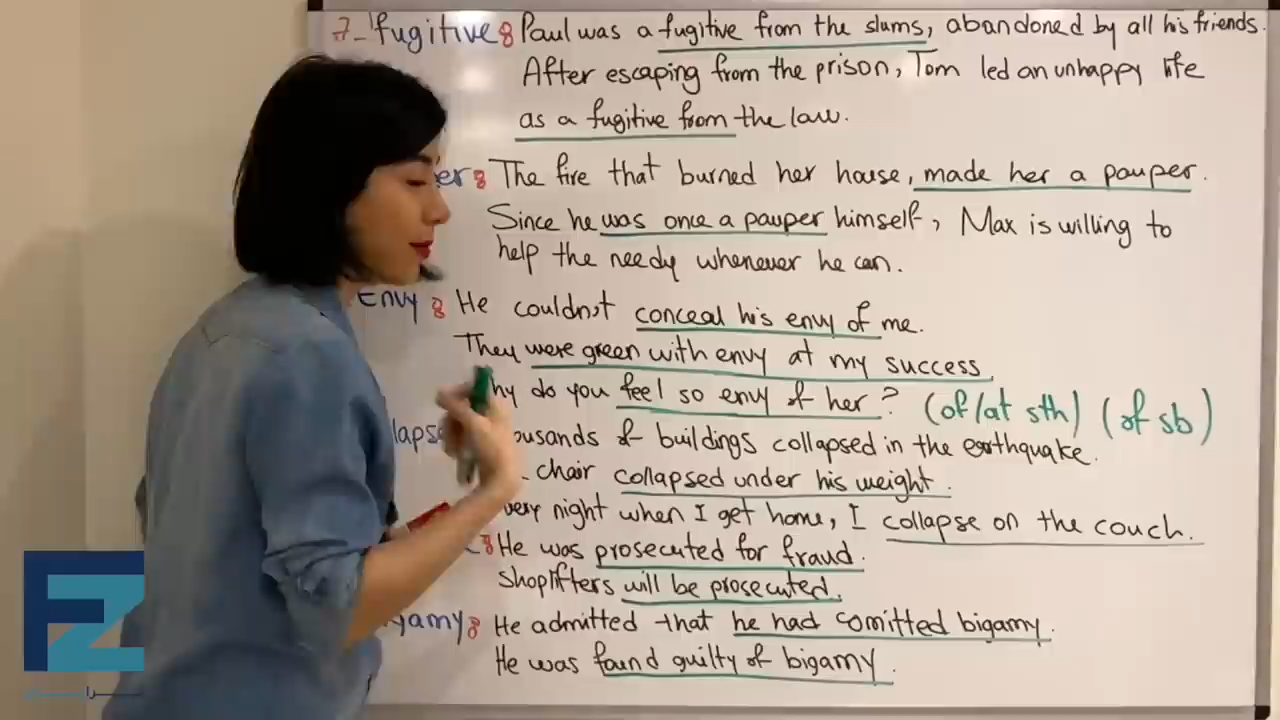 7- fugitive: Paul was a fugitive from the slums, abandoned by all his friends.
After escaping from the prison, Tom led an unhappy life
as a fugitive from the law.
er: The fire that burned her house, made her a pauper.
Since he was once a pauper himself, Max is willing to
help the needy whenever he can.
Envy: He couldn't conceal his envy of me.
They were green with envy at my success
hy do you feel so envy of her? (of/at sth) (of sb)
lapse ousands of buildings collapsed in the earthquake.
chair collapsed under his weight.
very night when I get home, I collapse on the couch.
: He was prosecuted for fraud.
Shoplifters will be prosecuted.
gamy: He admitted that he had comitted bigamy.
He was found guilty of bigamy.
FZ